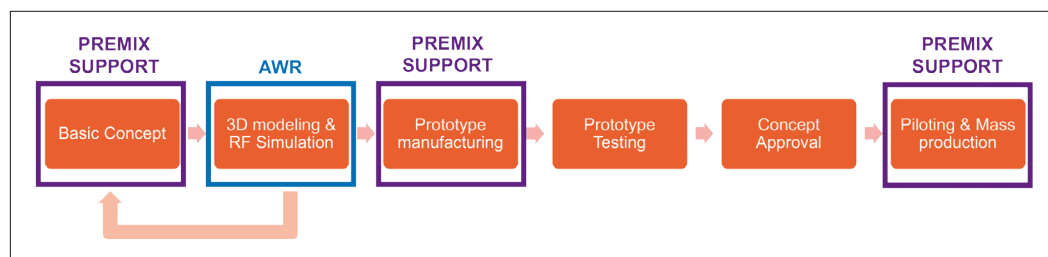 PREMIX
SUPPORT
AWR
PREMIX
SUPPORT
PREMIX
SUPPORT
Basic Concept
3D modeling &
RF Simulation
Prototype
manufacturing
Prototype
Testing
Concept
Approval
Piloting & Mass
production